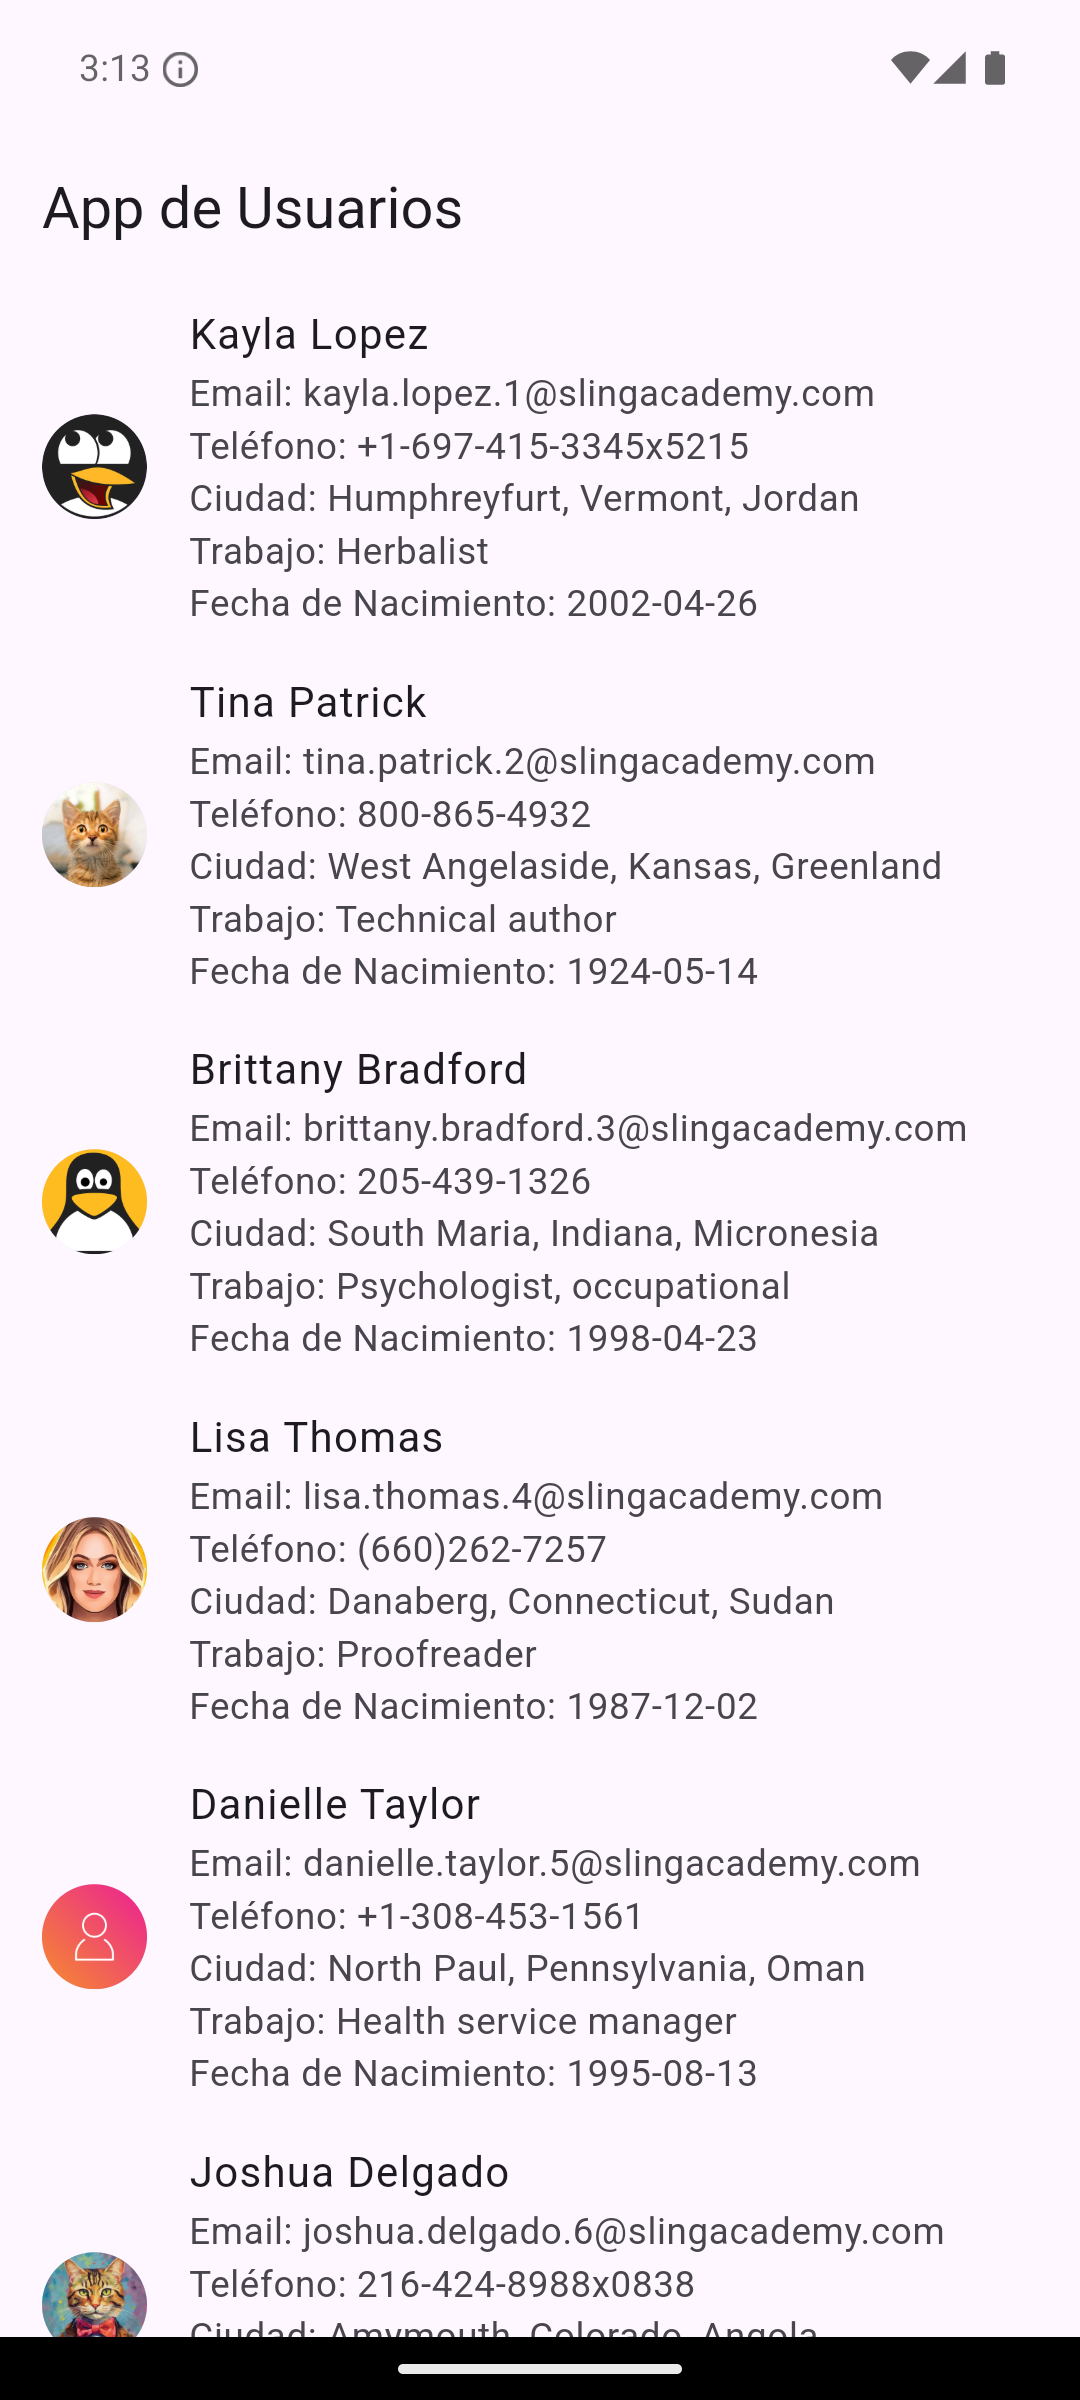 3:13
App de Usuarios
Kayla Lopez
Email: kayla.lopez.1@slingacademy.com
Teléfono: +1-697-415-3345x5215
Ciudad: Humphreyfurt, Vermont, Jordan
Trabajo: Herbalist
Fecha de Nacimiento: 2002-04-26
Tina Patrick
Email: tina.patrick.2@slingacademy.com
Teléfono: 800-865-4932
Ciudad: West Angelaside, Kansas, Greenland
Trabajo: Technical author
Fecha de Nacimiento: 1924-05-14
Brittany Bradford
Email: brittany.bradford.3@slingacademy.com
Teléfono: 205-439-1326
Ciudad: South Maria, Indiana, Micronesia
Trabajo: Psychologist, occupational
Fecha de Nacimiento: 1998-04-23
Lisa Thomas
Email: lisa.thomas.4@slingacademy.com
Teléfono: (660)262-7257
Ciudad: Danaberg, Connecticut, Sudan
Trabajo: Proofreader
Fecha de Nacimiento: 1987-12-02
Danielle Taylor
Email: danielle.taylor.5@slingacademy.com
Teléfono: +1-308-453-1561
Ciudad: North Paul, Pennsylvania, Oman
Trabajo: Health service manager
Fecha de Nacimiento: 1995-08-13
Joshua Delgado
Email: joshua.delgado.6@slingacademy.com
Teléfono: 216-424-8988x0838
Ciudad: Amymouth, Colorado, Angola